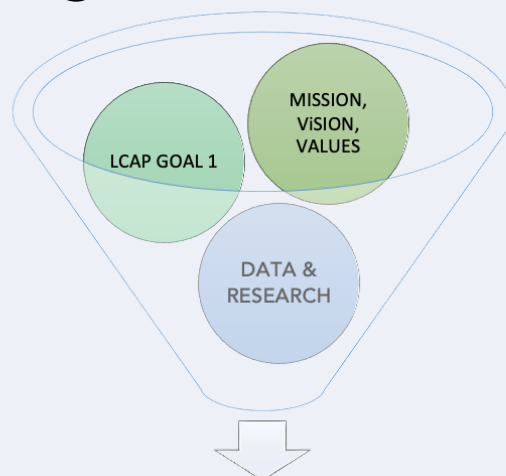 LCAP GOAL 1
MISSION,
ViSION,
VALUES
DATA &
RESEARCH